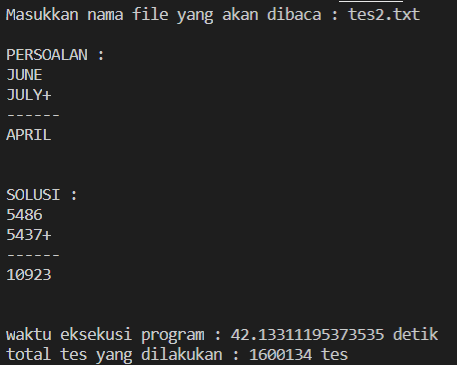 Masukkan nama file yang akan dibaca : tes2.txt
PERSOALAN :
JUNE
JULY+
------
APRIL
SOLUSI :
5486
5437+
------
10923
waktu eksekusi program : 42.13311195373535 detik
total tes yang dilakukan : 1600134 tes